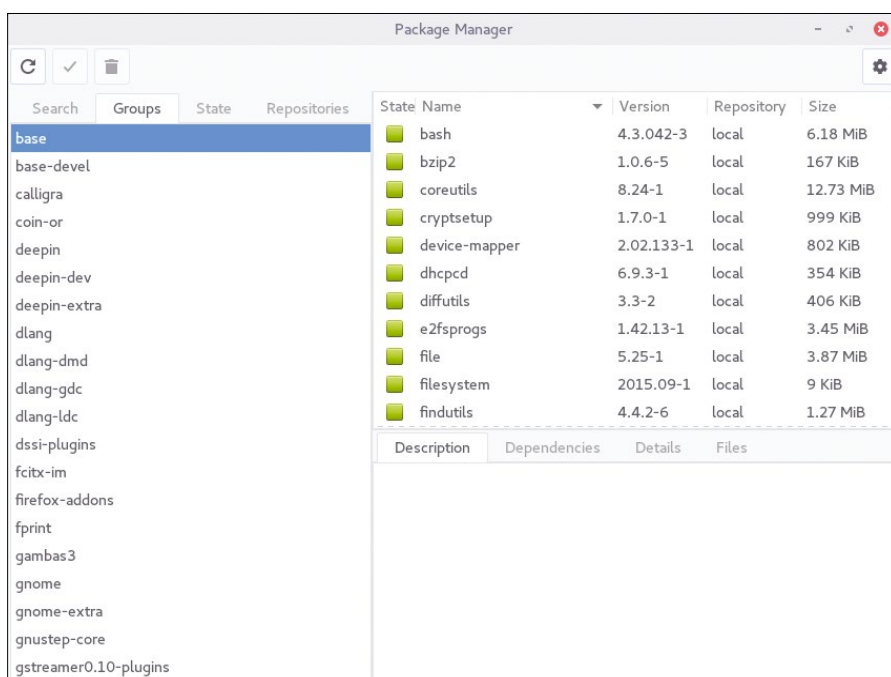 Package Manager
Search Groups State Repositories
base
base-devel
calligra
coin-or
deepin
deepin-dev
deepin-extra
dlang
dlang-dmd
dlang-gdc
dlang-ldc
dssi-plugins
fcitx-im
firefox-addons
fprint
gambas3
gnome
gnome-extra
gnustep-core
gstreamer0.10-plugins
State Name Version Repository Size
bash 4.3.042-3 local 6.18 MiB
bzip2 1.0.6-5 local 167 KiB
coreutils 8.24-1 local 12.73 MiB
cryptsetup 1.7.0-1 local 999 KiB
device-mapper 2.02.133-1 local 802 KiB
dhcpcd 6.9.3-1 local 354 KiB
diffutils 3.3-2 local 406 KiB
e2fsprogs 1.42.13-1 local 3.45 MiB
file 5.25-1 local 3.87 MiB
filesystem 2015.09-1 local 9 KiB
findutils 4.4.2-6 local 1.27 MiB
Description Dependencies Details Files